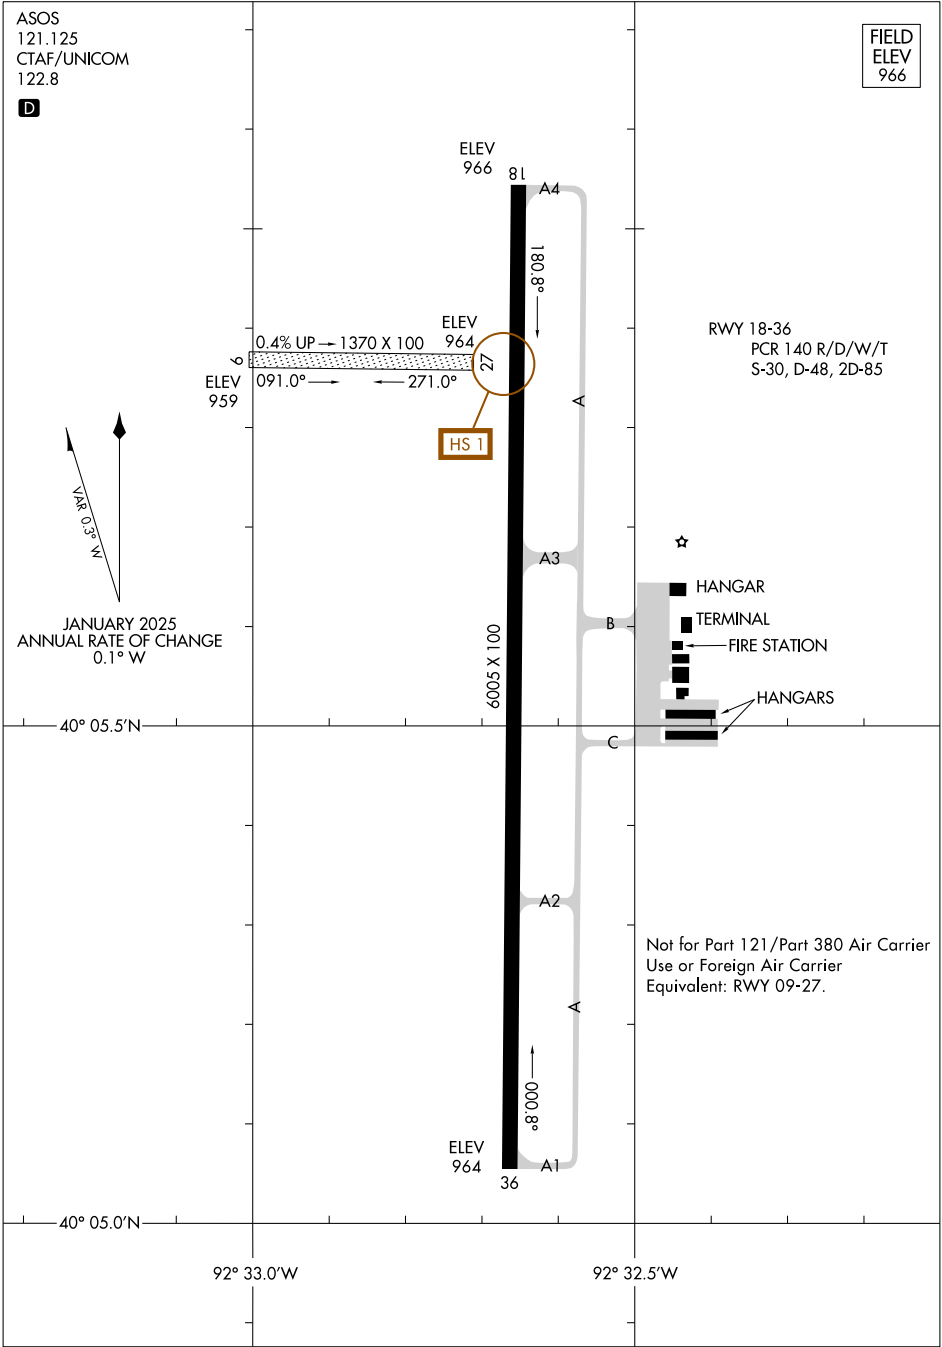 ASOS
121.125
CTAF/UNICOM
122.8
D
FIELD
ELEV
966
ELEV
966
18
A4
180.8°
ELEV
964
0.4% UP
1370 X 100
9
27
091.0°
271.0°
ELEV
959
HS 1
A
RWY 18-36
PCR 140 R/D/W/T
S-30, D-48, 2D-85
VAR 0.3° W
JANUARY 2025
ANNUAL RATE OF CHANGE
0.1° W
A3
HANGAR
B
TERMINAL
FIRE STATION
6005 X 100
HANGARS
40° 05.5'N
C
A2
Not for Part 121/Part 380 Air Carrier
Use or Foreign Air Carrier
Equivalent: RWY 09-27.
A
000.8°
ELEV
964
A1
36
40° 05.0'N
92° 33.0'W
92° 32.5'W